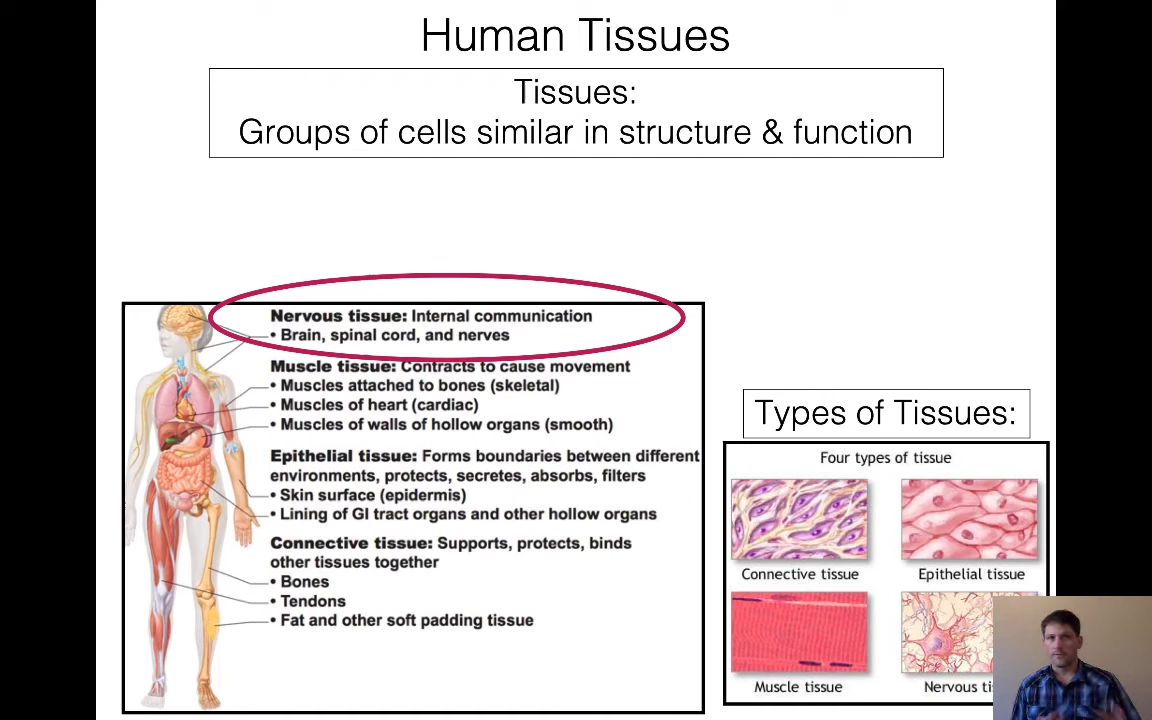 Human Tissues
Tissues:
Groups of cells similar in structure & function
Nervous tissue: Internal communication
• Brain, spinal cord, and nerves
Muscle tissue: Contracts to cause movement
• Muscles attached to bones (skeletal)
• Muscles of heart (cardiac)
• Muscles of walls of hollow organs (smooth)
Epithelial tissue: Forms boundaries between different
environments, protects, secretes, absorbs, filters
• Skin surface (epidermis)
• Lining of GI tract organs and other hollow organs
Connective tissue: Supports, protects, binds
other tissues together
• Bones
• Tendons
• Fat and other soft padding tissue
Types of Tissues:
Four types of tissue
Connective tissue
Epithelial tissue
Muscle tissue
Nervous